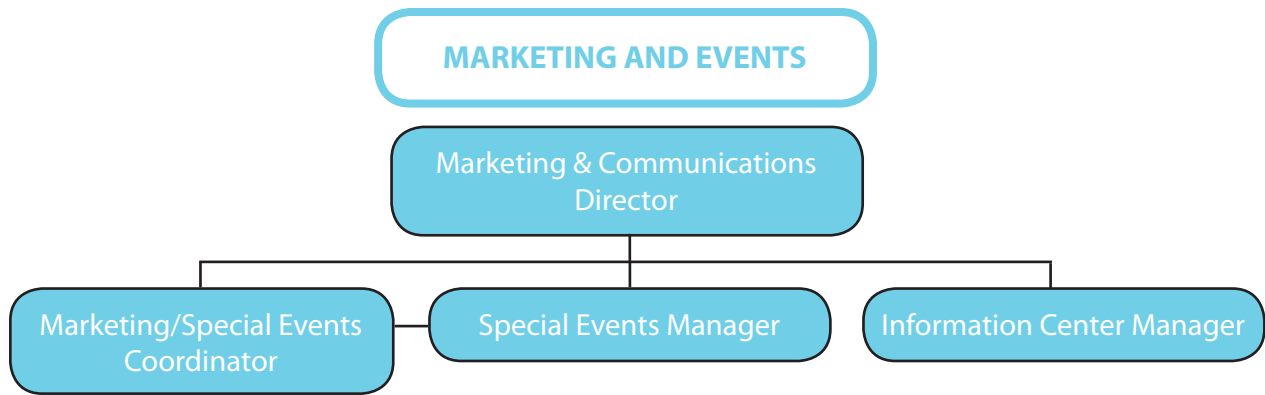 MARKETING AND EVENTS
Marketing & Communications
Director
Marketing/Special Events
Coordinator
Special Events Manager
Information Center Manager